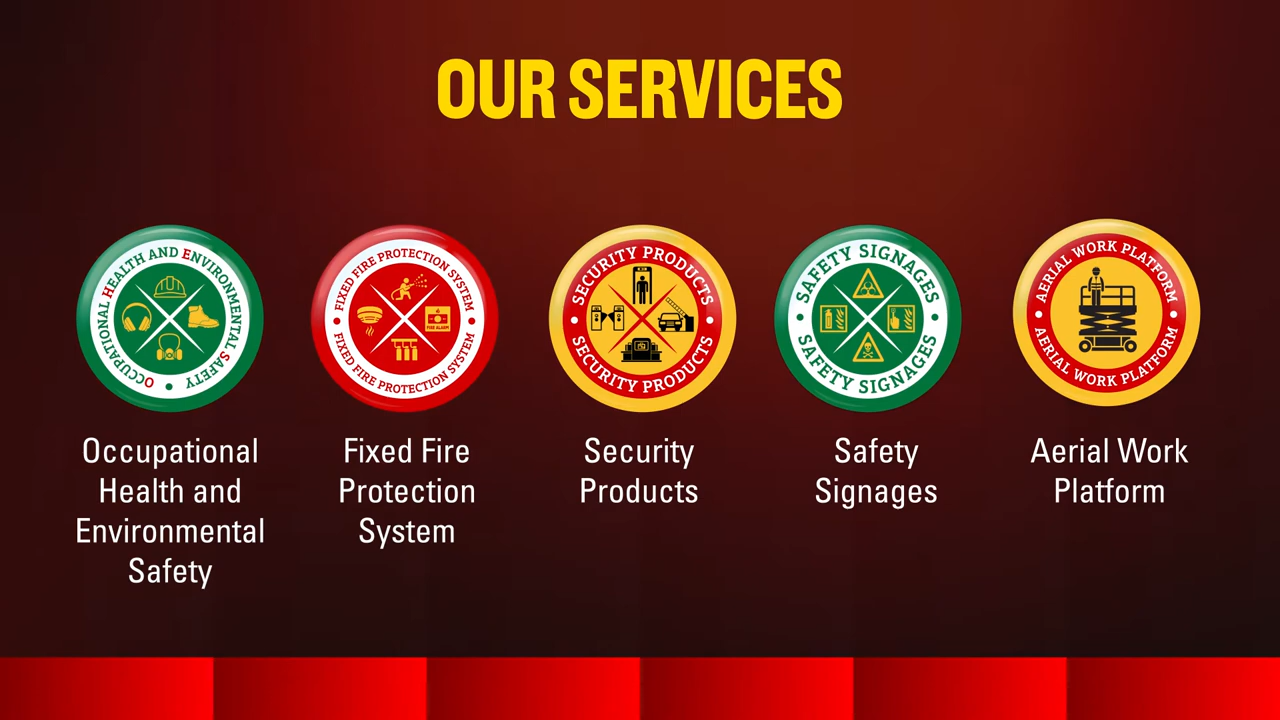 OUR SERVICES
OCCUPATIONAL HEALTH AND ENVIRONMENTAL SAFETY
FIXED FIRE PROTECTION SYSTEM
FIRE ALARM
FIXED FIRE PROTECTION SYSTEM
SECURITY PRODUCTS
SECURITY PRODUCTS
SAFETY SIGNAGES
SAFETY SIGNAGES
AERIAL WORK PLATFORM
AERIAL WORK PLATFORM
Occupational
Health and
Environmental
Safety
Fixed Fire
Protection
System
Security
Products
Safety
Signages
Aerial Work
Platform